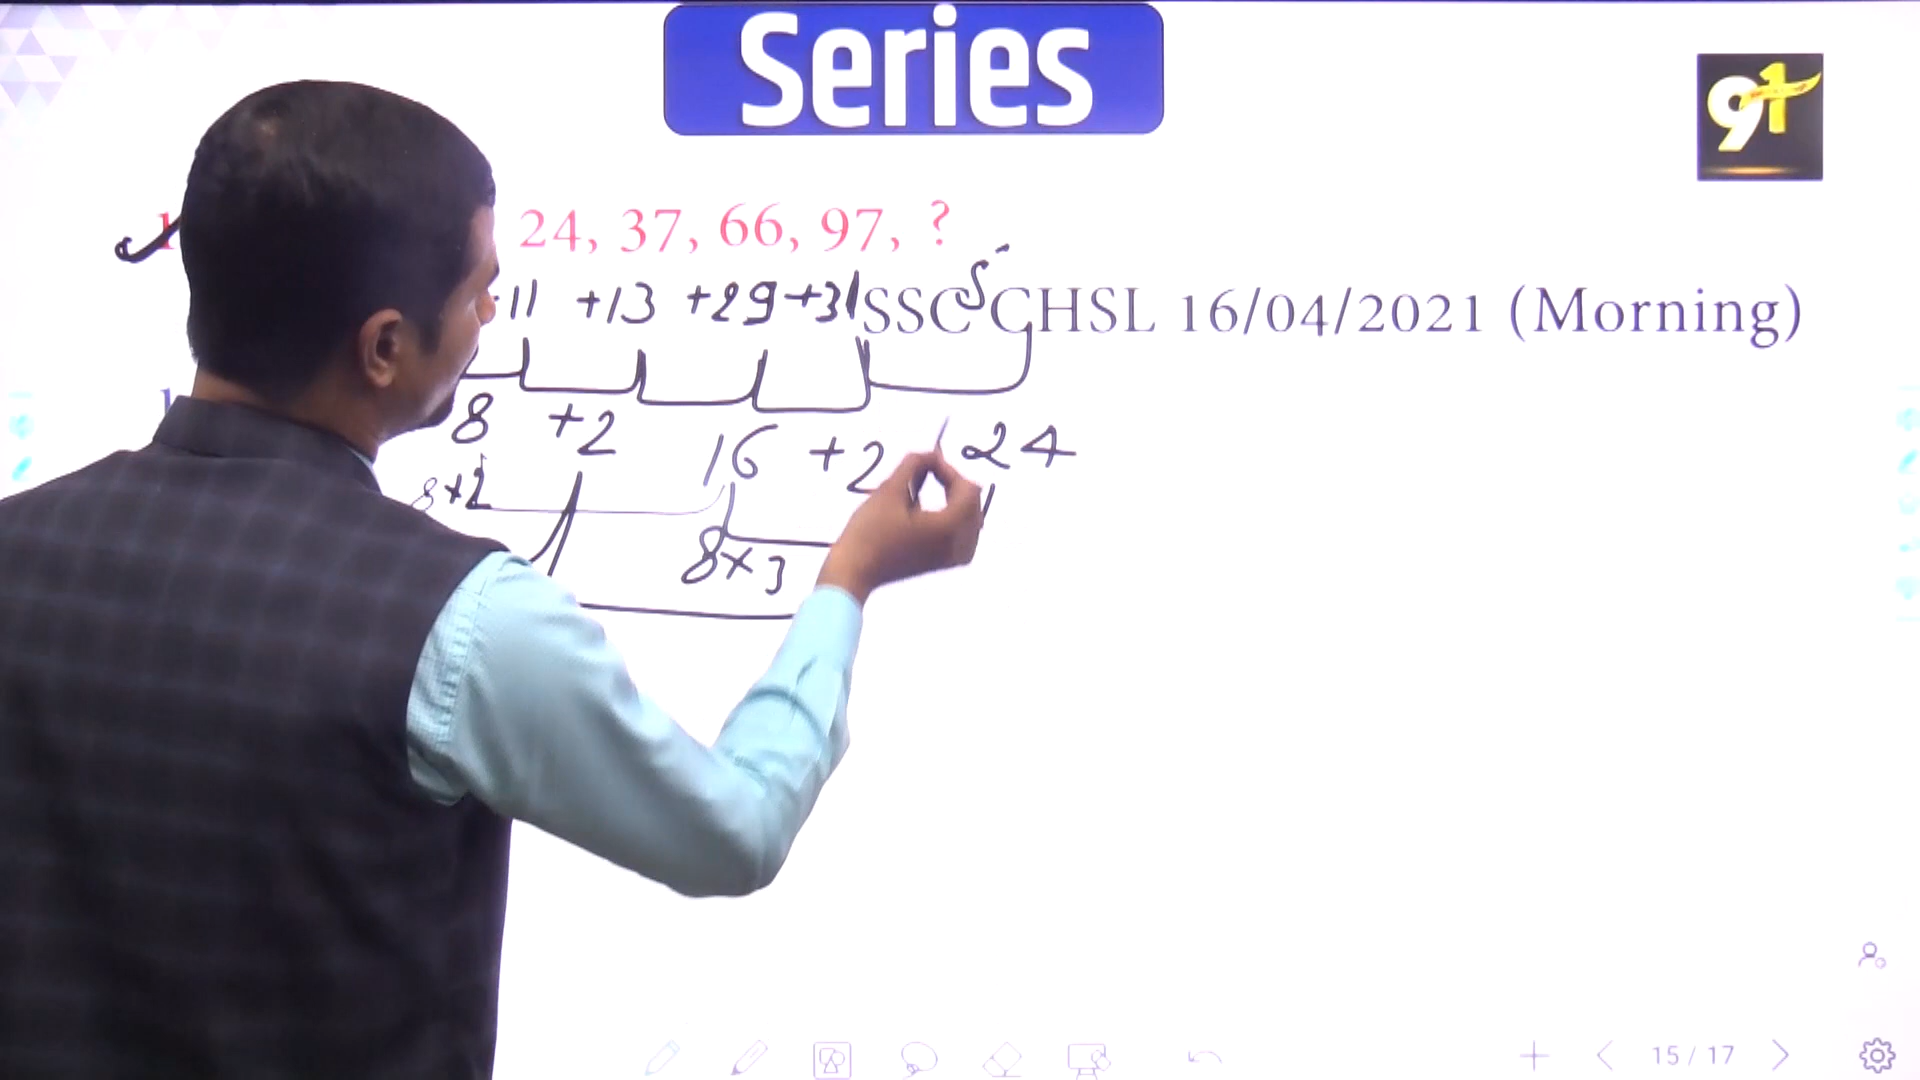 Series
91
24, 37, 66, 97, ?
11 +13 +29 +31
SSC CHSL 16/04/2021 (Morning)
8 +2 16 +2 24
8×2
8×3
15 / 17